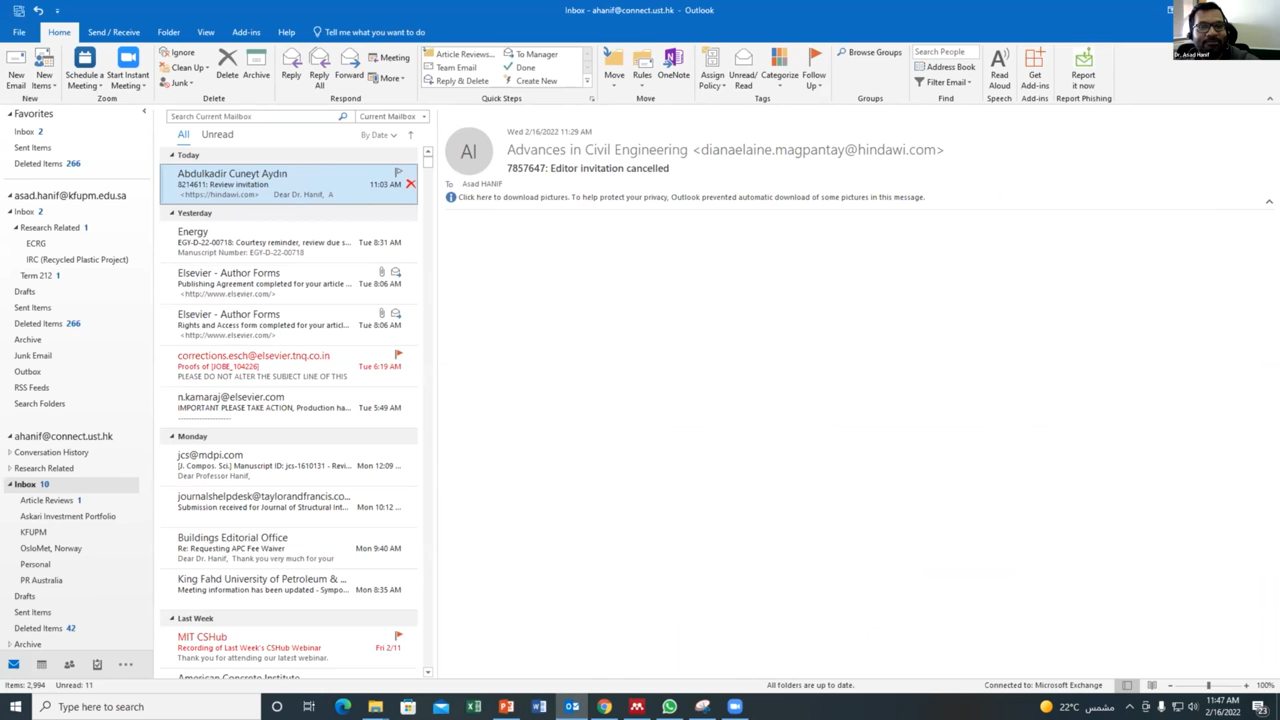 Inbox - ahanif@connect.ust.hk - Outlook
File Home Send / Receive Folder View Add-ins Help Tell me what you want to do
Dr. Asad Hanif
New Email
New Items
New
Schedule a Meeting
Start Instant Meeting
Zoom
Ignore
Clean Up
Junk
Delete
Archive
Delete
Reply
Reply All
Forward
Meeting
More
Respond
Article Reviews...
Team Email
Reply & Delete
To Manager
Done
Create New
Quick Steps
Move
Rules
OneNote
Move
Assign Policy
Unread/ Read
Categorize
Follow Up
Tags
Browse Groups
Groups
Search People
Address Book
Filter Email
Find
Read Aloud
Speech
Get Add-ins
Add-ins
Report it now
Report Phishing
Favorites
Inbox 2
Sent Items
Deleted Items 266
asad.hanif@kfupm.edu.sa
Inbox 2
Research Related 1
ECRG
IRC (Recycled Plastic Project)
Term 212 1
Drafts
Sent Items
Deleted Items 266
Archive
Junk Email
Outbox
RSS Feeds
Search Folders
ahanif@connect.ust.hk
Conversation History
Research Related
Inbox 10
Article Reviews 1
Askari Investment Portfolio
KFUPM
OsloMet, Norway
Personal
PR Australia
Drafts
Sent Items
Deleted Items 42
Archive
Search Current Mailbox Current Mailbox
All Unread By Date
Today
Abdulkadir Cuneyt Aydın
8214611: Review invitation 11:03 AM
<https://hindawi.com> Dear Dr. Hanif, A
Yesterday
Energy
EGY-D-22-00718: Courtesy reminder, review due s... Tue 8:31 AM
Manuscript Number: EGY-D-22-00718
Elsevier - Author Forms
Publishing Agreement completed for your article ... Tue 8:06 AM
<http://www.elsevier.com/>
Elsevier - Author Forms
Rights and Access form completed for your articl... Tue 8:06 AM
<http://www.elsevier.com/>
corrections.esch@elsevier.tnq.co.in
Proofs of [JOBE_104226] Tue 6:19 AM
PLEASE DO NOT ALTER THE SUBJECT LINE OF THIS
n.kamaraj@elsevier.com
IMPORTANT PLEASE TAKE ACTION, Production ha... Tue 5:49 AM
--------------------
Monday
jcs@mdpi.com
[J. Compos. Sci.] Manuscript ID: jcs-1610131 - Revi... Mon 12:09 ...
Dear Professor Hanif,
journalshelpdesk@taylorandfrancis.co...
Submission received for Journal of Structural Int... Mon 10:12 ...
Buildings Editorial Office
Re: Requesting APC Fee Waiver Mon 9:40 AM
Dear Dr. Hanif, Thank you very much for your
King Fahd University of Petroleum & ...
Meeting information has been updated - Sympo... Mon 8:35 AM
Last Week
MIT CSHub
Recording of Last Week's CSHub Webinar Fri 2/11
Thank you for attending our latest webinar.
American Concrete Institute
AI
Wed 2/16/2022 11:29 AM
Advances in Civil Engineering <dianaelaine.magpantay@hindawi.com>
7857647: Editor invitation cancelled
To Asad HANIF
Click here to download pictures. To help protect your privacy, Outlook prevented automatic download of some pictures in this message.
Items: 2,994 Unread: 11 All folders are up to date. Connected to: Microsoft Exchange 100%
Type here to search
22°C مشمس
11:47 AM
2/16/2022
23